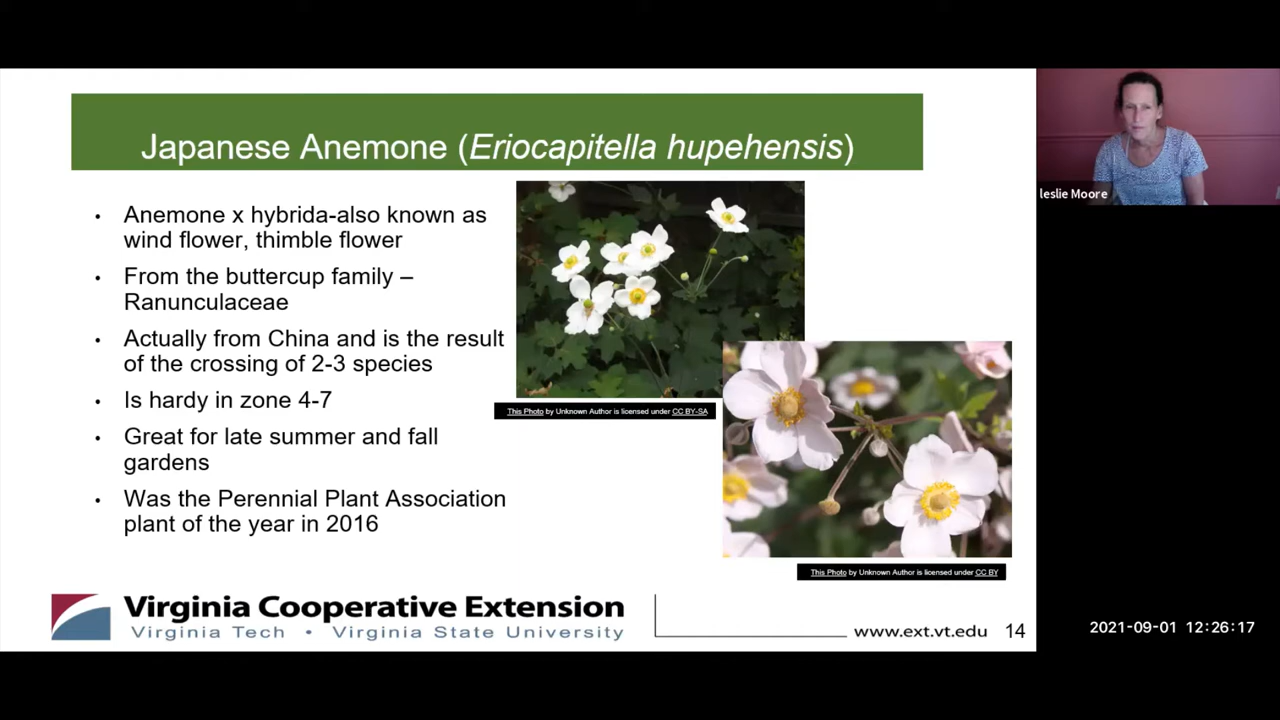 Japanese Anemone (Eriocapitella hupehensis)
• Anemone x hybrida-also known as
wind flower, thimble flower
• From the buttercup family –
Ranunculaceae
• Actually from China and is the result
of the crossing of 2-3 species
• Is hardy in zone 4-7
• Great for late summer and fall
gardens
• Was the Perennial Plant Association
plant of the year in 2016
This Photo by Unknown Author is licensed under CC BY-SA
This Photo by Unknown Author is licensed under CC BY
Virginia Cooperative Extension
Virginia Tech • Virginia State University
www.ext.vt.edu 14
leslie Moore
2021-09-01 12:26:17